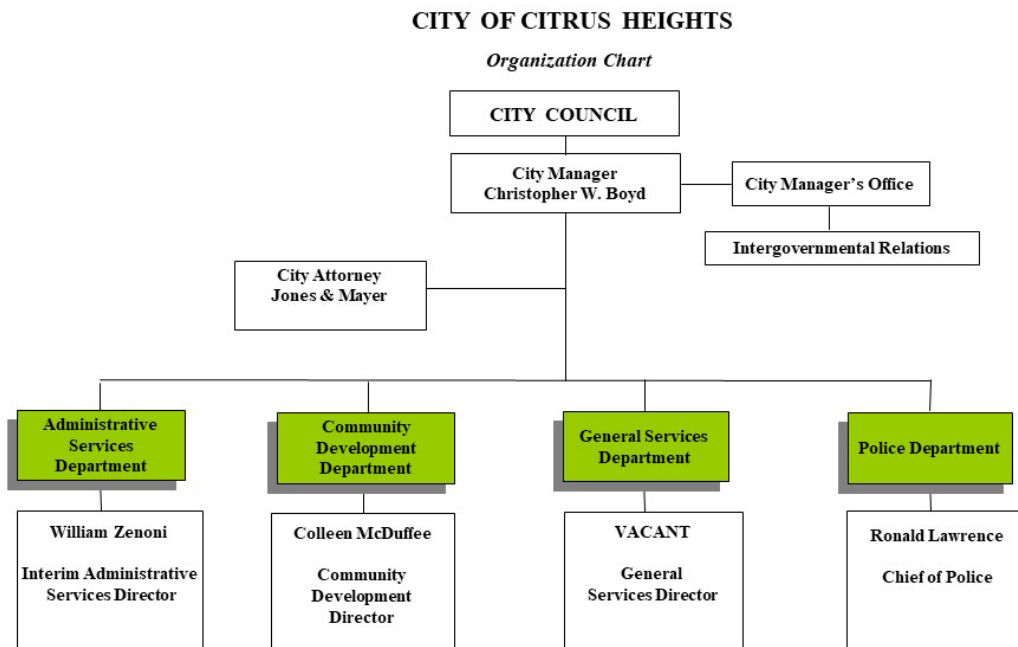 CITY OF CITRUS HEIGHTS
Organization Chart
CITY COUNCIL
City Manager
Christopher W. Boyd
City Manager’s Office
Intergovernmental Relations
City Attorney
Jones & Mayer
Administrative
Services
Department
Community
Development
Department
General Services
Department
Police Department
William Zenoni
Interim Administrative
Services Director
Colleen McDuffee
Community
Development
Director
VACANT
General
Services Director
Ronald Lawrence
Chief of Police